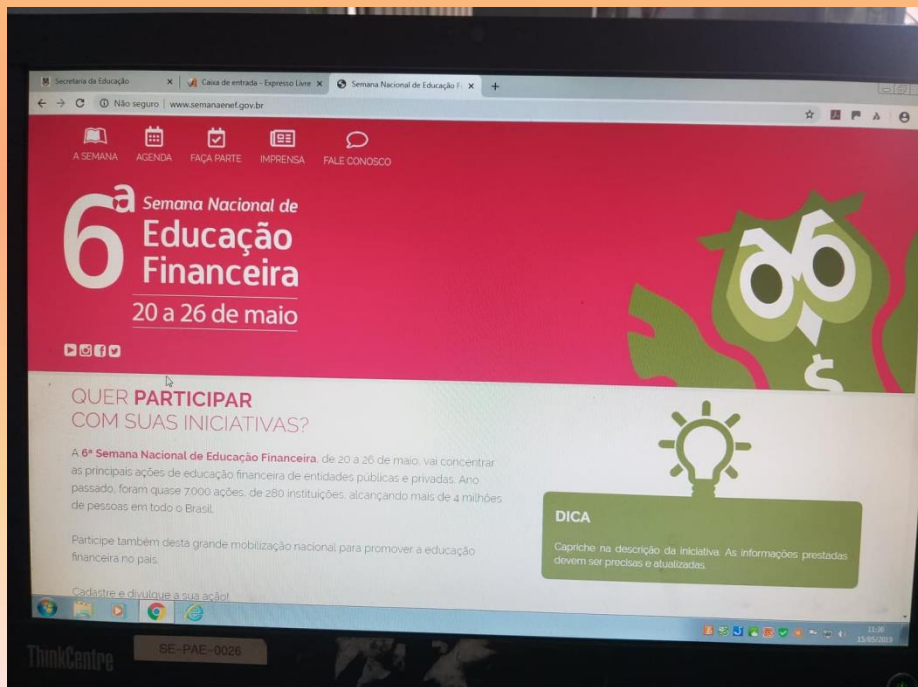 Secretaria da Educação
Caixa de entrada - Expresso Livre
Semana Nacional de Educação F
Não seguro | www.semanaenef.gov.br
A SEMANA AGENDA FAÇA PARTE IMPRENSA FALE CONOSCO
6ª Semana Nacional de
Educação
Financeira
20 a 26 de maio
QUER PARTICIPAR
COM SUAS INICIATIVAS?
A 6ª Semana Nacional de Educação Financeira, de 20 a 26 de maio, vai concentrar
as principais ações de educação financeira de entidades públicas e privadas. Ano
passado, foram quase 7.000 ações, de 280 instituições, alcançando mais de 4 milhões
de pessoas em todo o Brasil.
Participe também desta grande mobilização nacional para promover a educação
financeira no país.
Cadastre e divulgue a sua ação!
DICA
Capriche na descrição da iniciativa. As informações prestadas
devem ser precisas e atualizadas.
11:36
15/05/2019
ThinkCentre
SE-PAE-0026